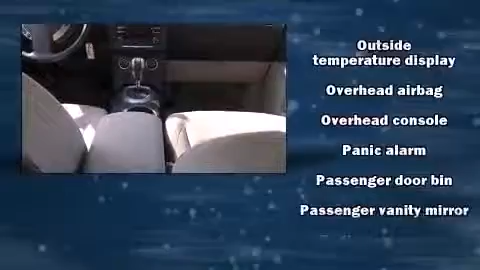 Outside
temperature display
Overhead airbag
Overhead console
Panic alarm
Passenger door bin
Passenger vanity mirror